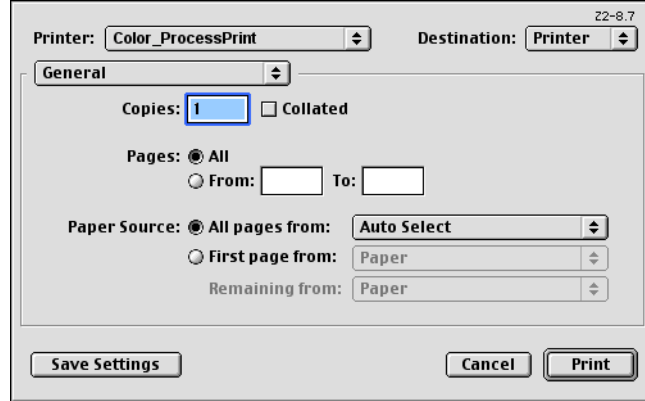 Z2-8.7
Printer: Color_ProcessPrint Destination: Printer
General
Copies: 1 Collated
Pages: All
From: To:
Paper Source: All pages from: Auto Select
First page from: Paper
Remaining from: Paper
Save Settings Cancel Print